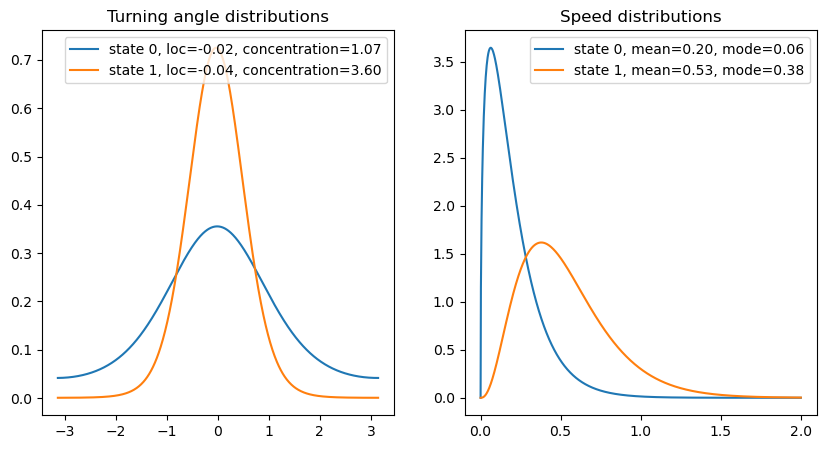 Turning angle distributions
state 0, loc=-0.02, concentration=1.07
state 1, loc=-0.04, concentration=3.60
0.7
0.6
0.5
0.4
0.3
0.2
0.1
0.0
−3 −2 −1 0 1 2 3
Speed distributions
state 0, mean=0.20, mode=0.06
state 1, mean=0.53, mode=0.38
3.5
3.0
2.5
2.0
1.5
1.0
0.5
0.0
0.0 0.5 1.0 1.5 2.0